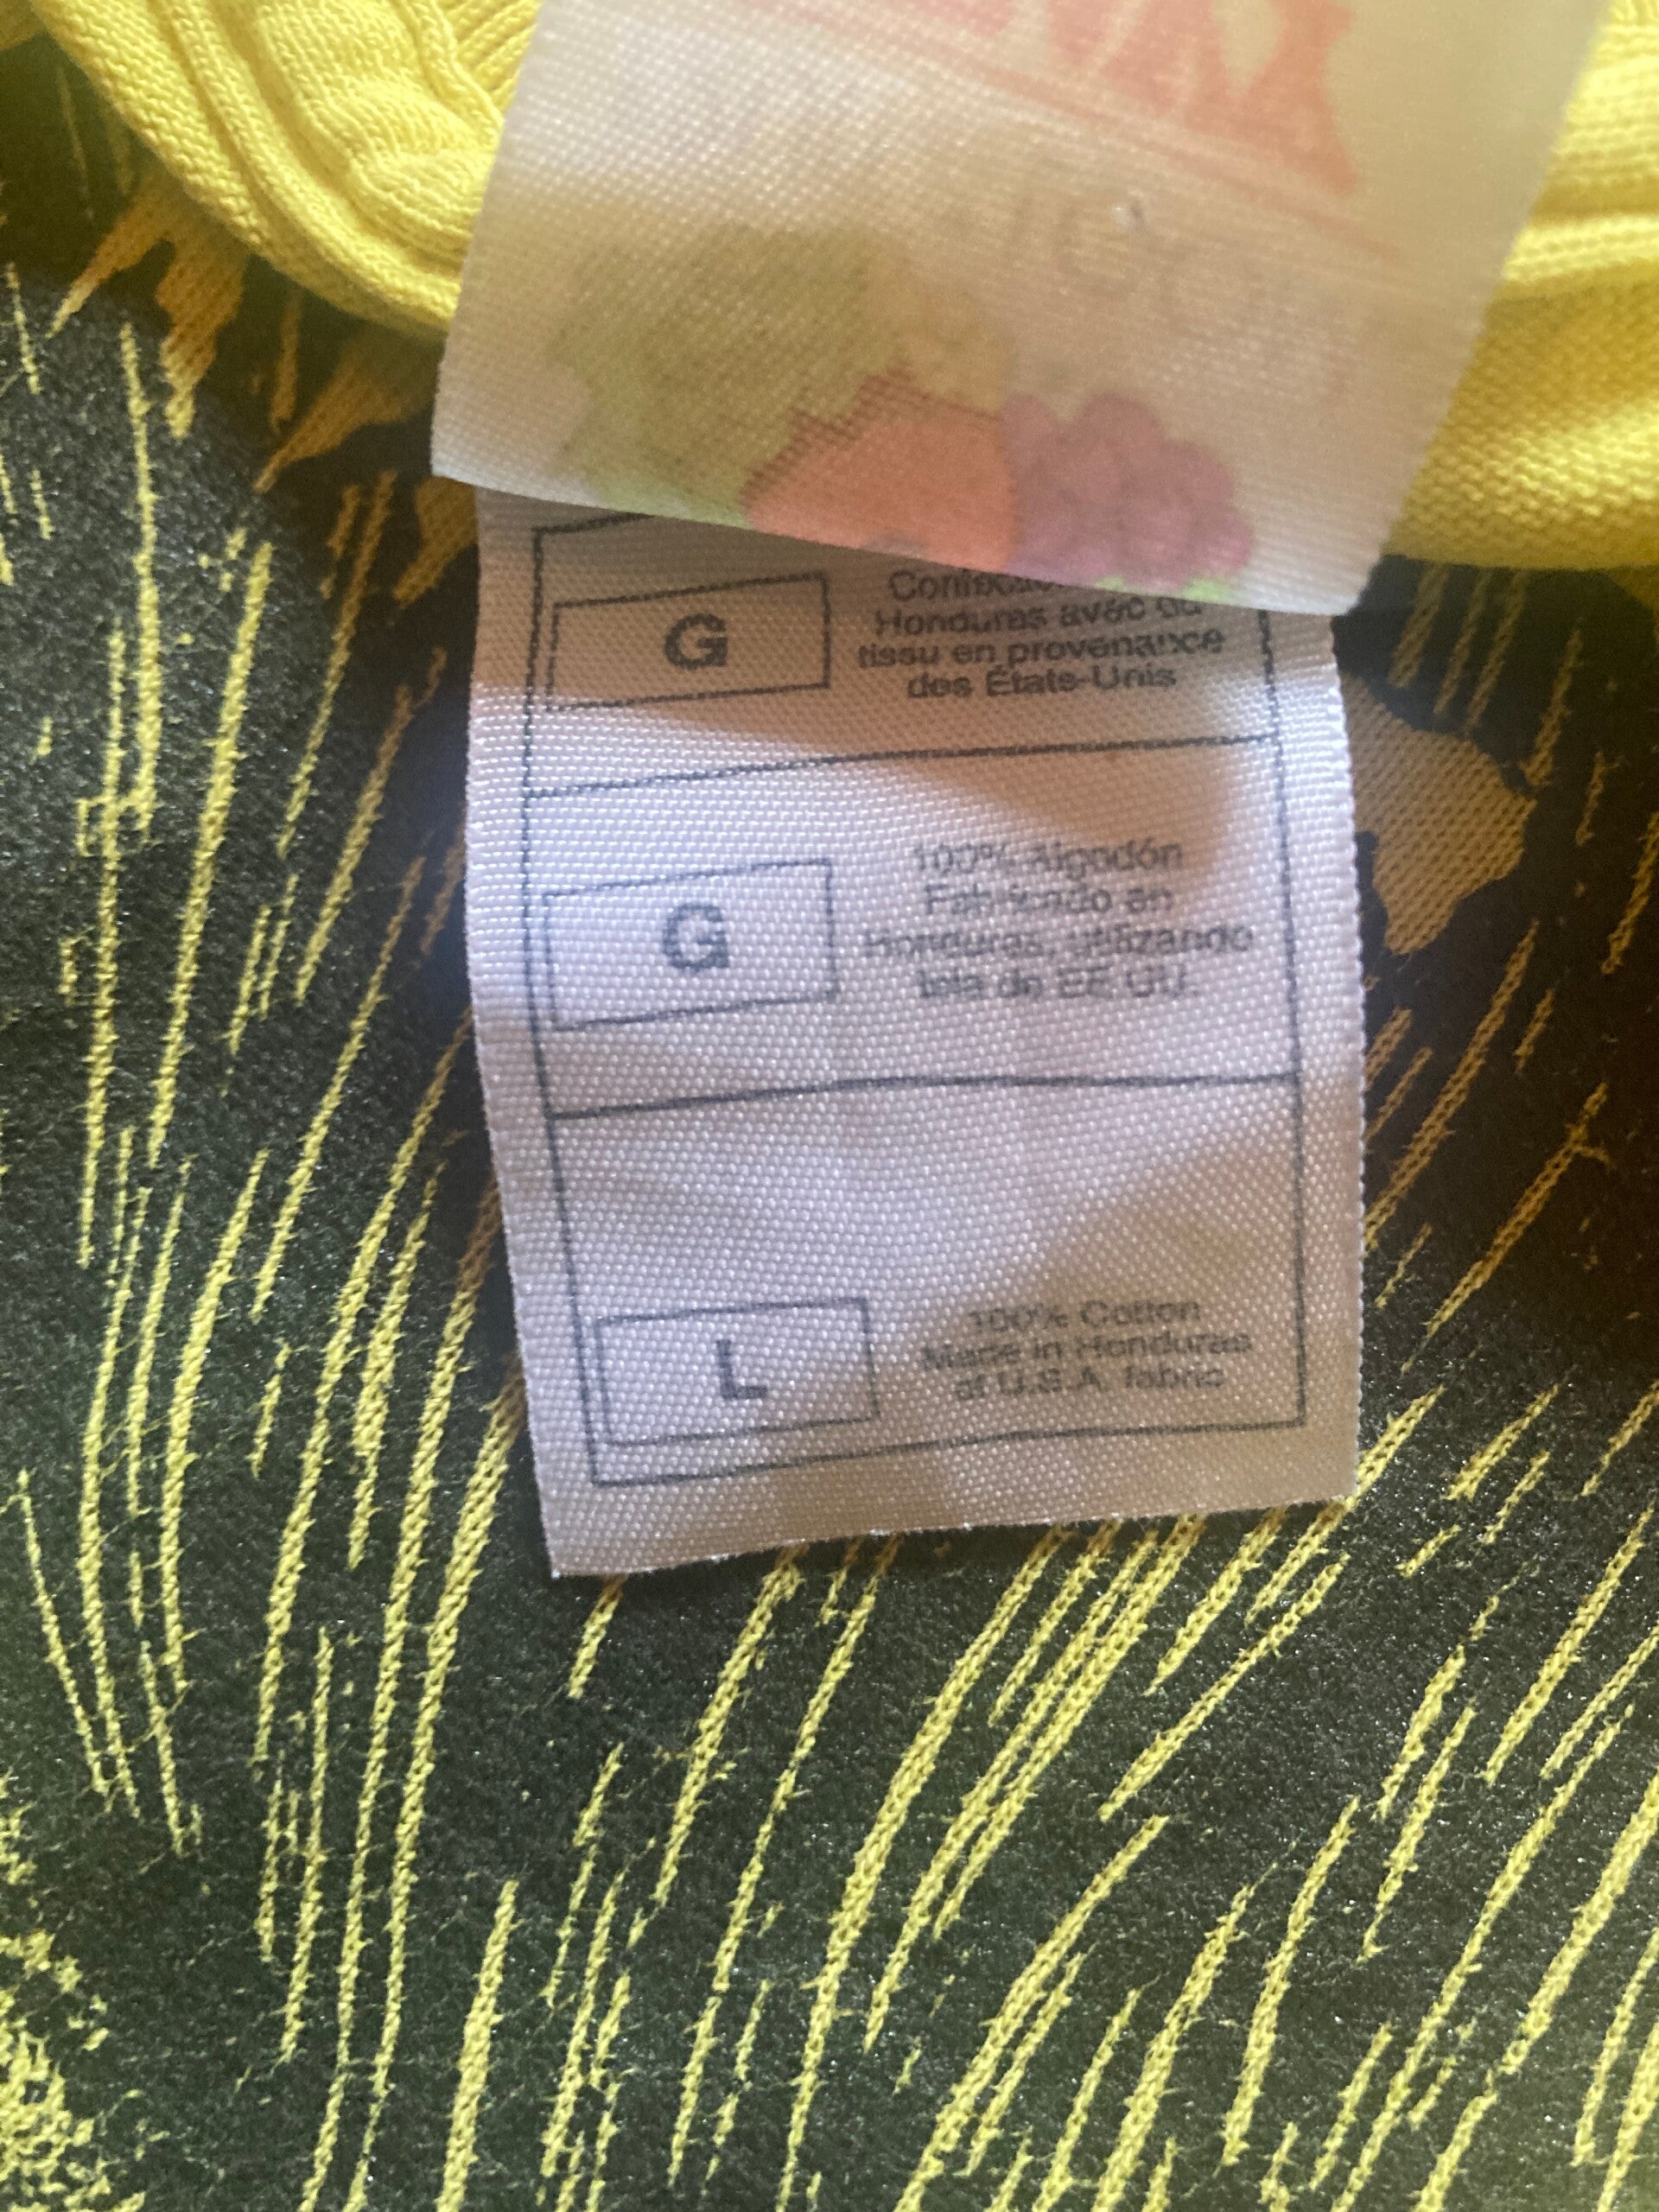 G
Honduras avec du
tissu en provenance
des États-Unis
G
100% Algodón
Fabricado en
Honduras, utilizando
tela de EE.UU.
L
100% Cotton
Made in Honduras
of U.S.A. fabric